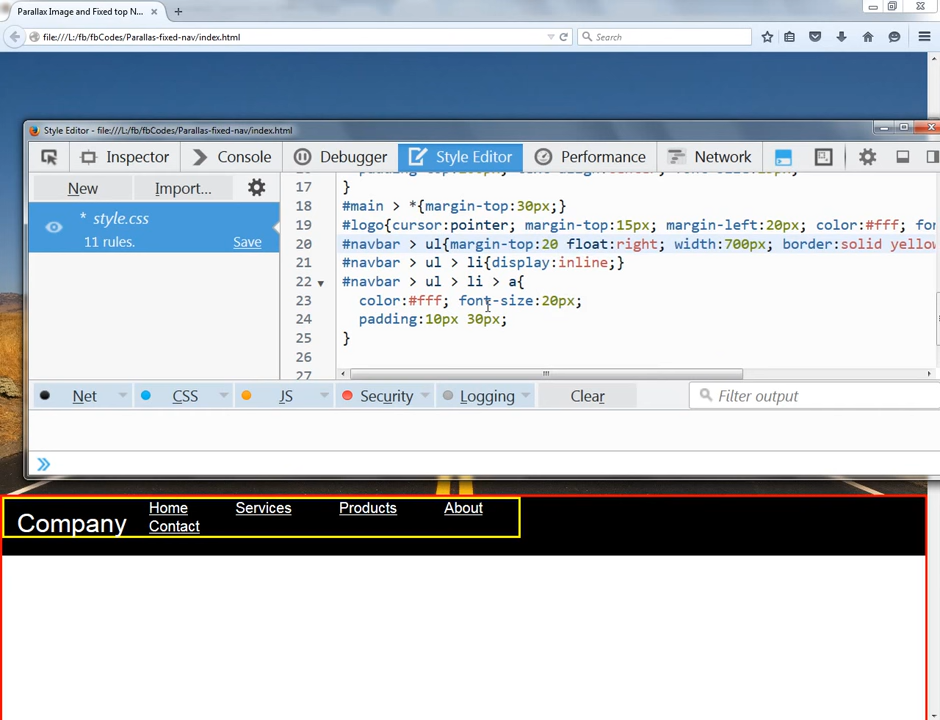 Parallax Image and Fixed top N...
file:///L:/fb/fbCodes/Parallas-fixed-nav/index.html
Search
Style Editor - file:///L:/fb/fbCodes/Parallas-fixed-nav/index.html
Inspector
Console
Debugger
Style Editor
Performance
Network
New
Import...
* style.css
11 rules.
Save
17 }
18 #main > *{margin-top:30px;}
19 #logo{cursor:pointer; margin-top:15px; margin-left:20px; color:#fff; fon
20 #navbar > ul{margin-top:20 float:right; width:700px; border:solid yellow
21 #navbar > ul > li{display:inline;}
22 #navbar > ul > li > a{
23 color:#fff; font-size:20px;
24 padding:10px 30px;
25 }
26
27
Net
CSS
JS
Security
Logging
Clear
Filter output
Company
Home
Services
Products
About
Contact